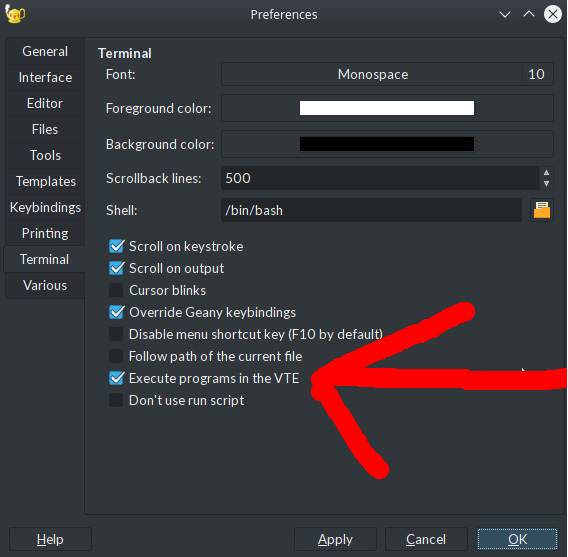 Preferences
General
Interface
Editor
Files
Tools
Templates
Keybindings
Printing
Terminal
Various
Terminal
Font: Monospace 10
Foreground color:
Background color:
Scrollback lines: 500
Shell: /bin/bash
Scroll on keystroke
Scroll on output
Cursor blinks
Override Geany keybindings
Disable menu shortcut key (F10 by default)
Follow path of the current file
Execute programs in the VTE
Don't use run script
Help Apply Cancel OK